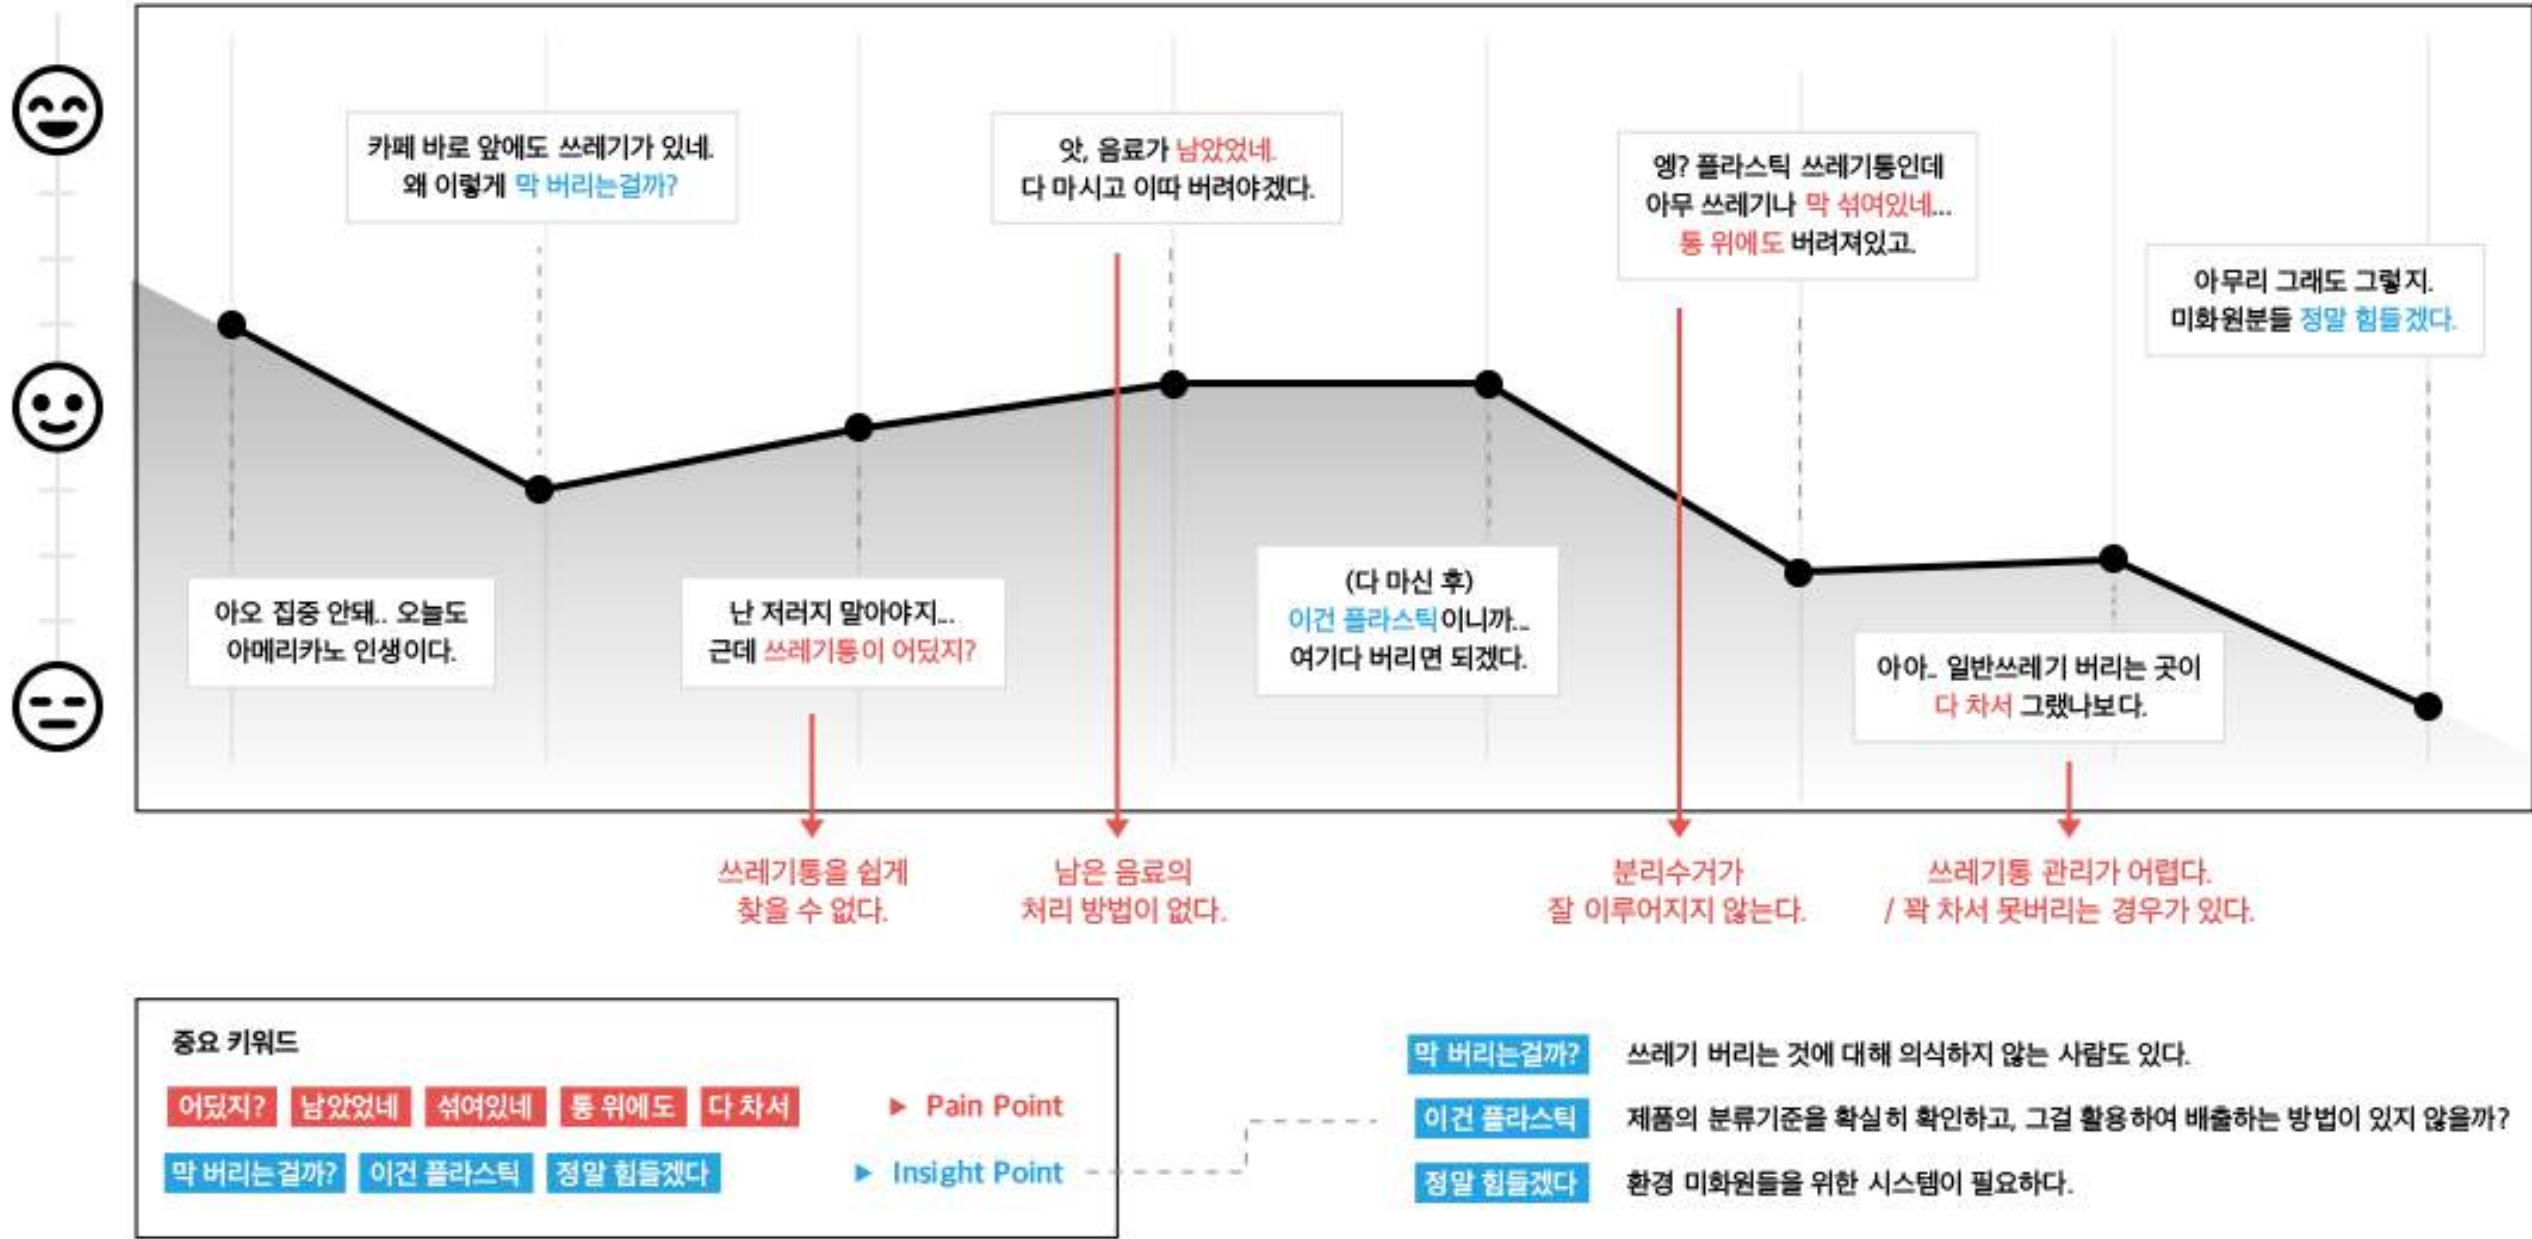 카페 바로 앞에도 쓰레기가 있네.
왜 이렇게 막 버리는걸까?
앗, 음료가 남았었네.
다 마시고 이따 버려야겠다.
엥? 플라스틱 쓰레기통인데
아무 쓰레기나 막 섞여있네...
통 위에도 버려져있고.
아무리 그래도 그렇지.
미화원분들 정말 힘들겠다.
아오 집중 안돼.. 오늘도
아메리카노 인생이다.
난 저러지 말아야지...
근데 쓰레기통이 어딨지?
(다 마신 후)
이건 플라스틱이니까...
여기다 버리면 되겠다.
아아.. 일반쓰레기 버리는 곳이
다 차서 그랬나보다.
쓰레기통을 쉽게
찾을 수 없다.
남은 음료의
처리 방법이 없다.
분리수거가
잘 이루어지지 않는다.
쓰레기통 관리가 어렵다.
/ 꽉 차서 못버리는 경우가 있다.
중요 키워드
어딨지? 남았었네 섞여있네 통 위에도 다 차서 ▶ Pain Point
막 버리는걸까? 이건 플라스틱 정말 힘들겠다 ▶ Insight Point
막 버리는걸까? 쓰레기 버리는 것에 대해 의식하지 않는 사람도 있다.
이건 플라스틱 제품의 분류기준을 확실히 확인하고, 그걸 활용하여 배출하는 방법이 있지 않을까?
정말 힘들겠다 환경 미화원들을 위한 시스템이 필요하다.